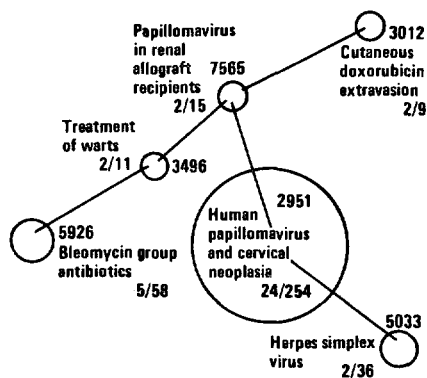 Papillomavirus
in renal
allograft
recipients
7565
2/15
3012
Cutaneous
doxorubicin
extravasion
2/9
Treatment
of warts
2/11
3496
5926
Bleomycin group
antibiotics
5/58
2951
Human
papillomavirus
and cervical
neoplasia
24/254
5033
Herpes simplex
virus
2/36